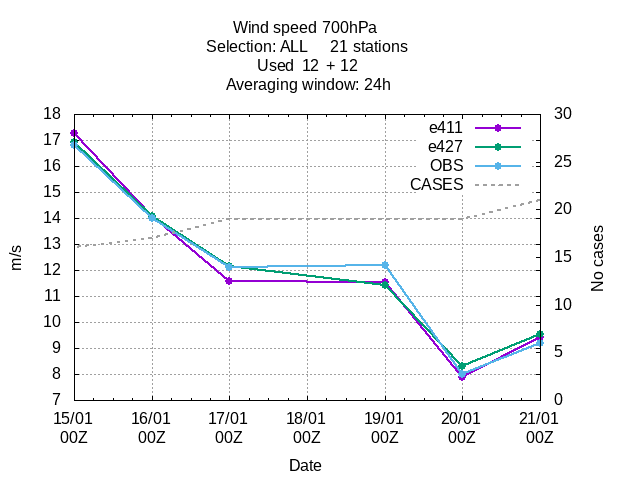 Wind speed 700hPa
Selection: ALL 21 stations
Used 12 + 12
Averaging window: 24h
18
17
16
15
14
13
12
11
10
9
8
7
m/s
30
25
20
15
10
5
0
No cases
e411
e427
OBS
CASES
15/01 16/01 17/01 18/01 19/01 20/01 21/01
00Z 00Z 00Z 00Z 00Z 00Z 00Z
Date